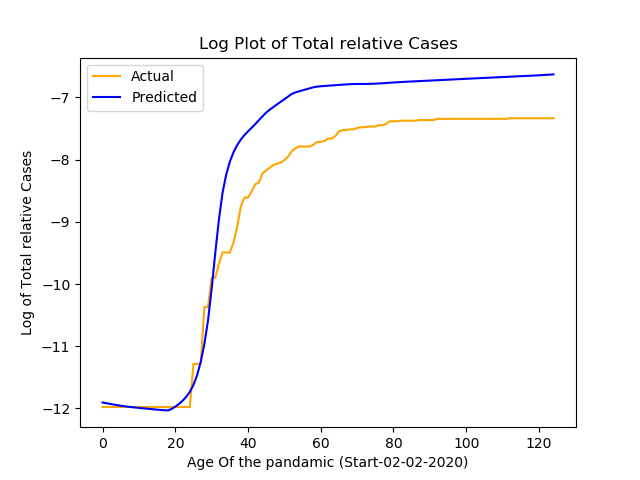 Log Plot of Total relative Cases
Actual
Predicted
−7
−8
−9
−10
−11
−12
Log of Total relative Cases
0 20 40 60 80 100 120
Age Of the pandamic (Start-02-02-2020)